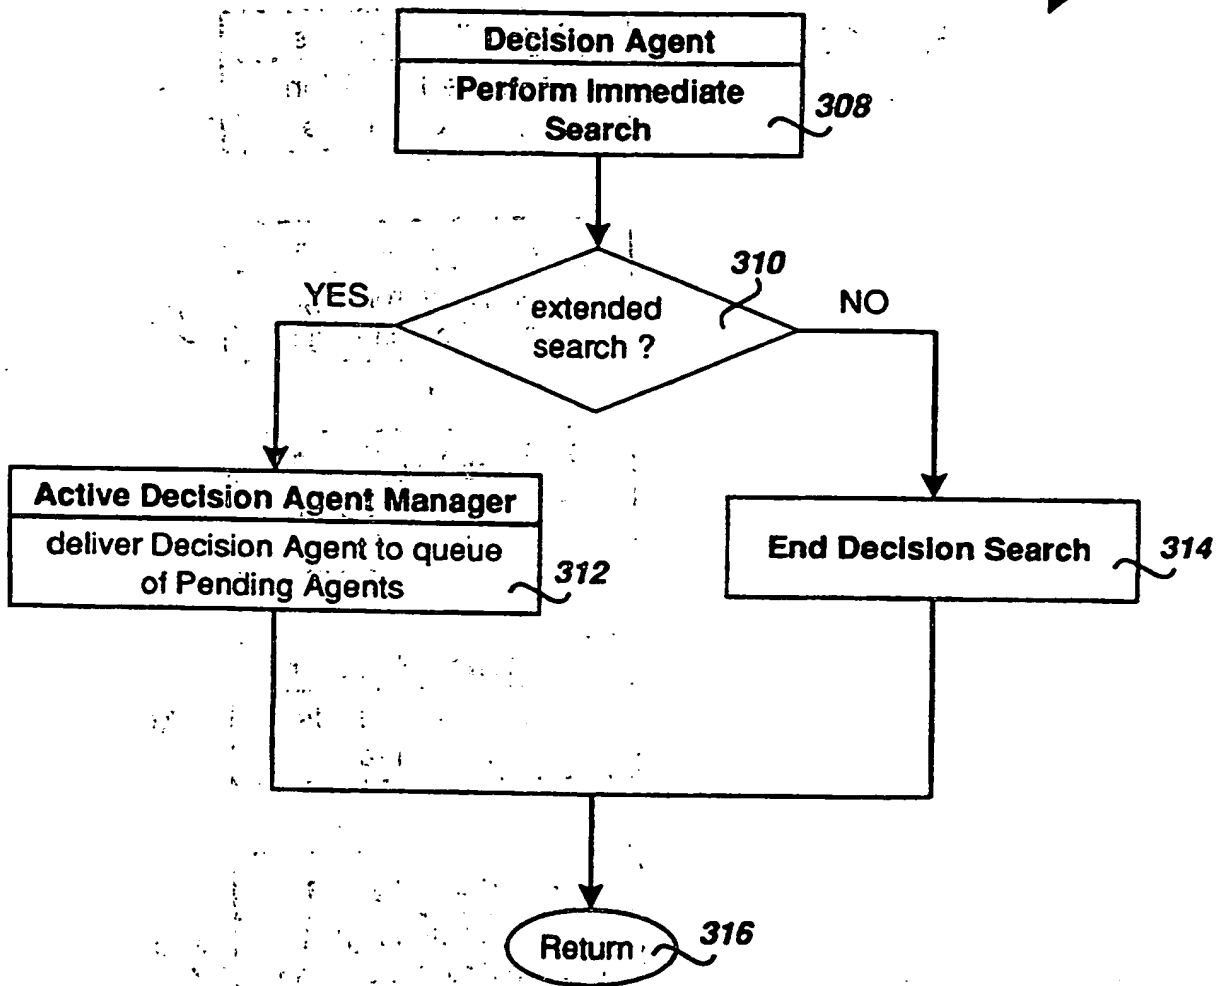 Decision Agent
Perform Immediate
Search
308
310
YES
extended
search ?
NO
Active Decision Agent Manager
deliver Decision Agent to queue
of Pending Agents
312
End Decision Search
314
Return
316